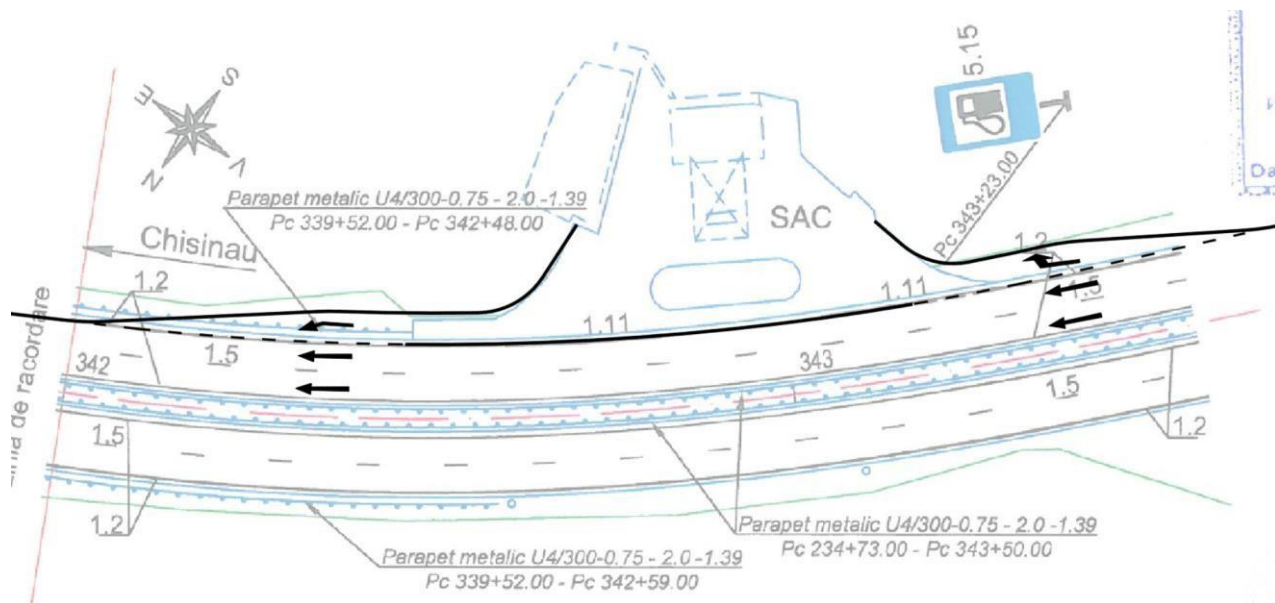 S
E
N
V
5.15
Da
Parapet metalic U4/300-0.75 - 2.0 -1.39
Pc 339+52.00 - Pc 342+48.00
SAC
Pc 343+23.00
Chisinau
1.2
1.2
1.5
1.11
1.11
1.5
342
343
1.5
1.5
1.2
1.2
de racordare
Parapet metalic U4/300-0.75 - 2.0 -1.39
Pc 234+73.00 - Pc 343+50.00
Parapet metalic U4/300-0.75 - 2.0 -1.39
Pc 339+52.00 - Pc 342+59.00